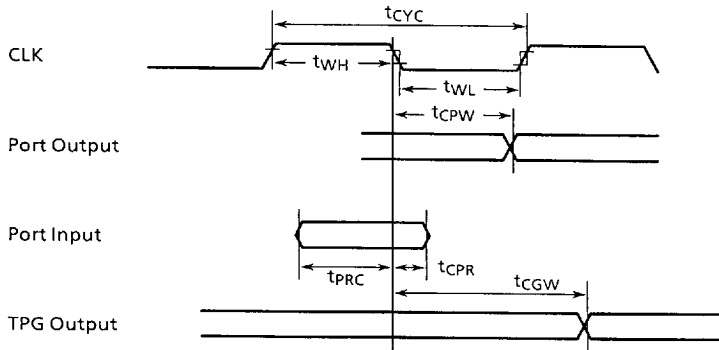 tCYC
CLK
tWH
tWL
tCPW
Port Output
Port Input
tPRC
tCPR
tCGW
TPG Output